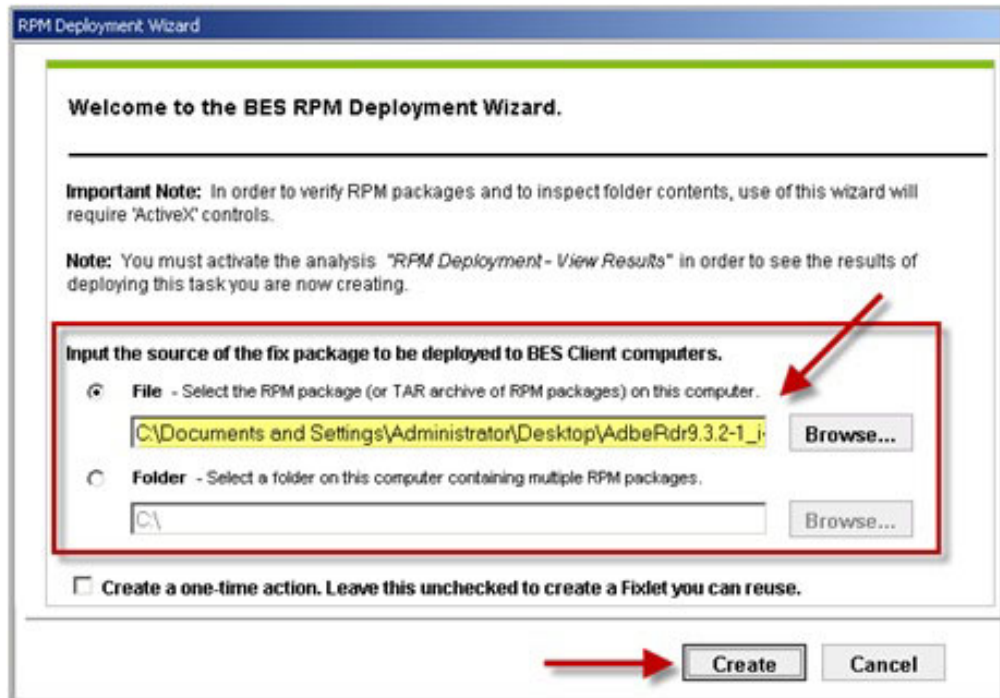 RPM Deployment Wizard
Welcome to the BES RPM Deployment Wizard.
Important Note: In order to verify RPM packages and to inspect folder contents, use of this wizard will
require 'ActiveX' controls.
Note: You must activate the analysis "RPM Deployment - View Results" in order to see the results of
deploying this task you are now creating.
Input the source of the fix package to be deployed to BES Client computers.
File - Select the RPM package (or TAR archive of RPM packages) on this computer.
C:\Documents and Settings\Administrator\Desktop\AdbeRdr9.3.2-1_i- Browse...
Folder - Select a folder on this computer containing multiple RPM packages.
C:\ Browse...
Create a one-time action. Leave this unchecked to create a Fixlet you can reuse.
Create Cancel